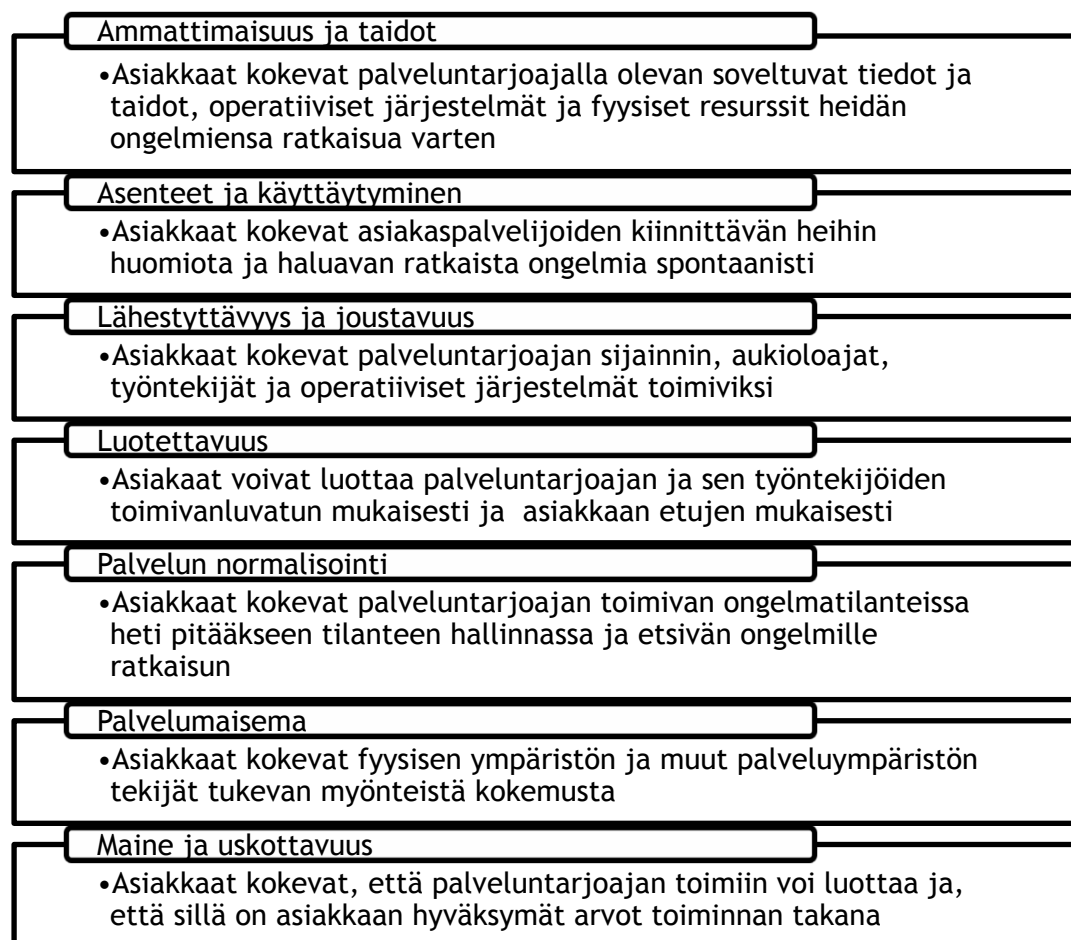 Ammattimaisuus ja taidot
•Asiakkaat kokevat palveluntarjoajalla olevan soveltuvat tiedot ja
taidot, operatiiviset järjestelmät ja fyysiset resurssit heidän
ongelmiensa ratkaisua varten
Asenteet ja käyttäytyminen
•Asiakkaat kokevat asiakaspalvelijoiden kiinnittävän heihin
huomiota ja haluavan ratkaista ongelmia spontaanisti
Lähestyttävyys ja joustavuus
•Asiakkaat kokevat palveluntarjoajan sijainnin, aukioloajat,
työntekijät ja operatiiviset järjestelmät toimiviksi
Luotettavuus
•Asiakaat voivat luottaa palveluntarjoajan ja sen työntekijöiden
toimivanluvatun mukaisesti ja  asiakkaan etujen mukaisesti
Palvelun normalisointi
•Asiakkaat kokevat palveluntarjoajan toimivan ongelmatilanteissa
heti pitääkseen tilanteen hallinnassa ja etsivän ongelmille
ratkaisun
Palvelumaisema
•Asiakkaat kokevat fyysisen ympäristön ja muut palveluympäristön
tekijät tukevan myönteistä kokemusta
Maine ja uskottavuus
•Asiakkaat kokevat, että palveluntarjoajan toimiin voi luottaa ja,
että sillä on asiakkaan hyväksymät arvot toiminnan takana